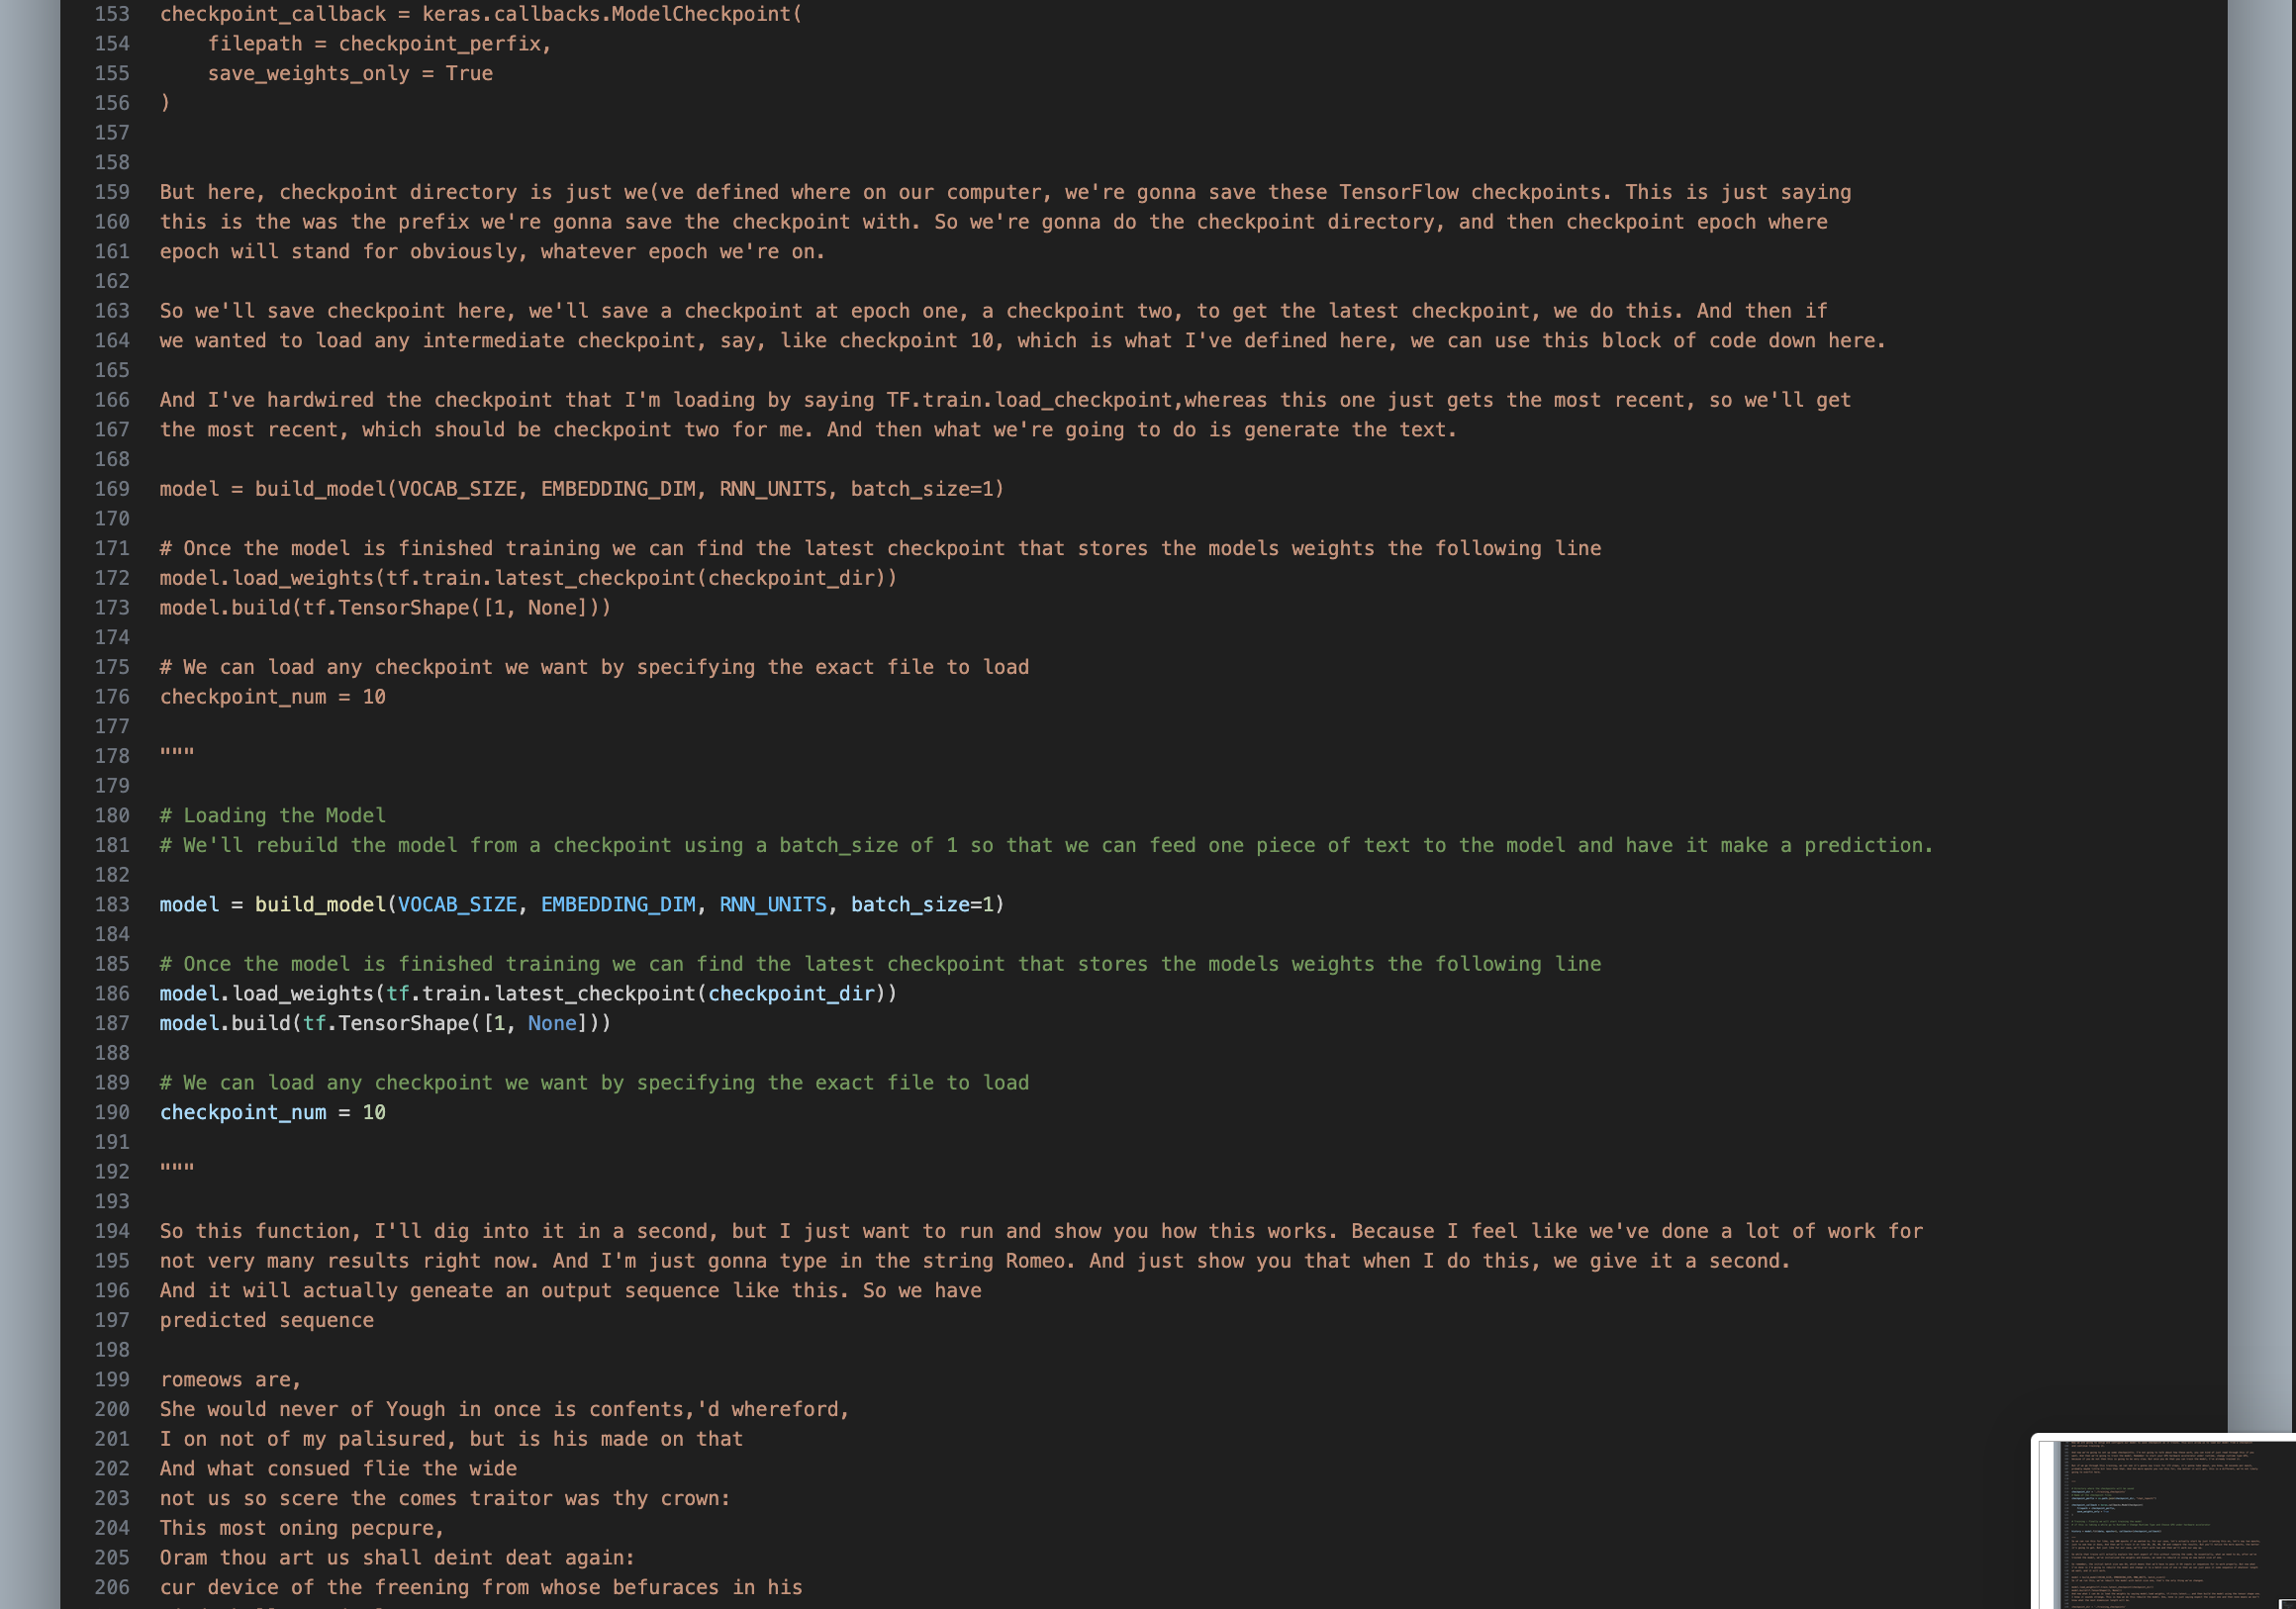 153 checkpoint_callback = keras.callbacks.ModelCheckpoint(
154     filepath = checkpoint_perfix,
155     save_weights_only = True
156 )
157
158
159 But here, checkpoint directory is just we(ve defined where on our computer, we're gonna save these TensorFlow checkpoints. This is just saying
160 this is the was the prefix we're gonna save the checkpoint with. So we're gonna do the checkpoint directory, and then checkpoint epoch where
161 epoch will stand for obviously, whatever epoch we're on.
162
163 So we'll save checkpoint here, we'll save a checkpoint at epoch one, a checkpoint two, to get the latest checkpoint, we do this. And then if
164 we wanted to load any intermediate checkpoint, say, like checkpoint 10, which is what I've defined here, we can use this block of code down here.
165
166 And I've hardwired the checkpoint that I'm loading by saying TF.train.load_checkpoint,whereas this one just gets the most recent, so we'll get
167 the most recent, which should be checkpoint two for me. And then what we're going to do is generate the text.
168
169 model = build_model(VOCAB_SIZE, EMBEDDING_DIM, RNN_UNITS, batch_size=1)
170
171 # Once the model is finished training we can find the latest checkpoint that stores the models weights the following line
172 model.load_weights(tf.train.latest_checkpoint(checkpoint_dir))
173 model.build(tf.TensorShape([1, None]))
174
175 # We can load any checkpoint we want by specifying the exact file to load
176 checkpoint_num = 10
177
178 """
179
180 # Loading the Model
181 # We'll rebuild the model from a checkpoint using a batch_size of 1 so that we can feed one piece of text to the model and have it make a prediction.
182
183 model = build_model(VOCAB_SIZE, EMBEDDING_DIM, RNN_UNITS, batch_size=1)
184
185 # Once the model is finished training we can find the latest checkpoint that stores the models weights the following line
186 model.load_weights(tf.train.latest_checkpoint(checkpoint_dir))
187 model.build(tf.TensorShape([1, None]))
188
189 # We can load any checkpoint we want by specifying the exact file to load
190 checkpoint_num = 10
191
192 """
193
194 So this function, I'll dig into it in a second, but I just want to run and show you how this works. Because I feel like we've done a lot of work for
195 not very many results right now. And I'm just gonna type in the string Romeo. And just show you that when I do this, we give it a second.
196 And it will actually geneate an output sequence like this. So we have
197 predicted sequence
198
199 romeows are,
200 She would never of Yough in once is confents,'d whereford,
201 I on not of my palisured, but is his made on that
202 And what consued flie the wide
203 not us so scere the comes traitor was thy crown:
204 This most oning pecpure,
205 Oram thou art us shall deint deat again:
206 cur device of the freening from whose befuraces in his